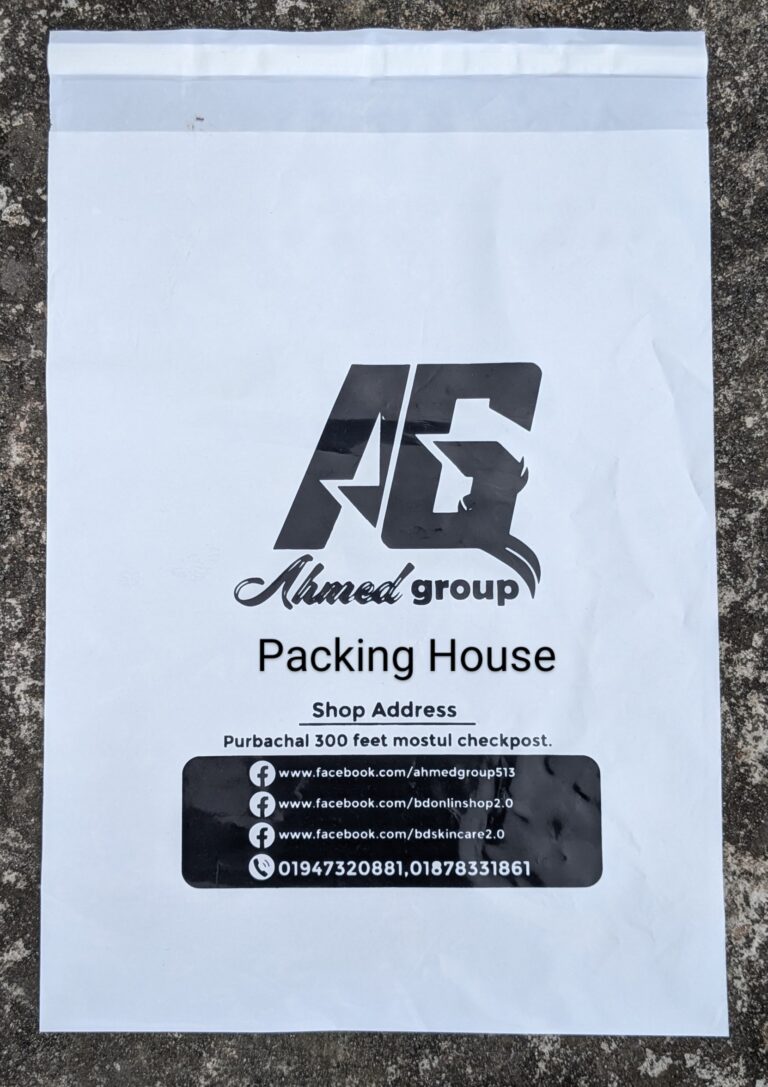 AG
Ahmed group
Packing House
Shop Address
Purbachal 300 feet mostul checkpost.
www.facebook.com/ahmedgroup513
www.facebook.com/bdonlinshop2.0
www.facebook.com/bdskincare2.0
01947320881,01878331861